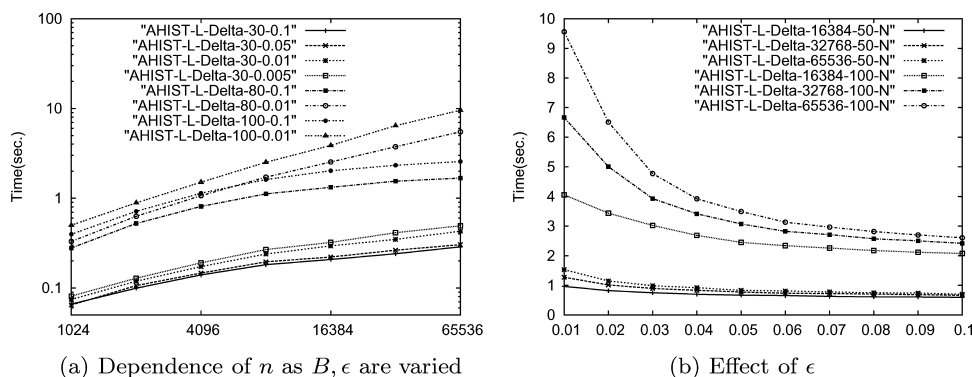 100
10
1
0.1
Time(sec.)
"AHIST-L-Delta-30-0.1"
"AHIST-L-Delta-30-0.05"
"AHIST-L-Delta-30-0.01"
"AHIST-L-Delta-30-0.005"
"AHIST-L-Delta-80-0.1"
"AHIST-L-Delta-80-0.01"
"AHIST-L-Delta-100-0.1"
"AHIST-L-Delta-100-0.01"
1024 4096 16384 65536
(a) Dependence of n as B, ϵ are varied
10
9
8
7
6
5
4
3
2
1
0
Time(sec.)
"AHIST-L-Delta-16384-50-N"
"AHIST-L-Delta-32768-50-N"
"AHIST-L-Delta-65536-50-N"
"AHIST-L-Delta-16384-100-N"
"AHIST-L-Delta-32768-100-N"
"AHIST-L-Delta-65536-100-N"
0.01 0.02 0.03 0.04 0.05 0.06 0.07 0.08 0.09 0.1
(b) Effect of ϵ